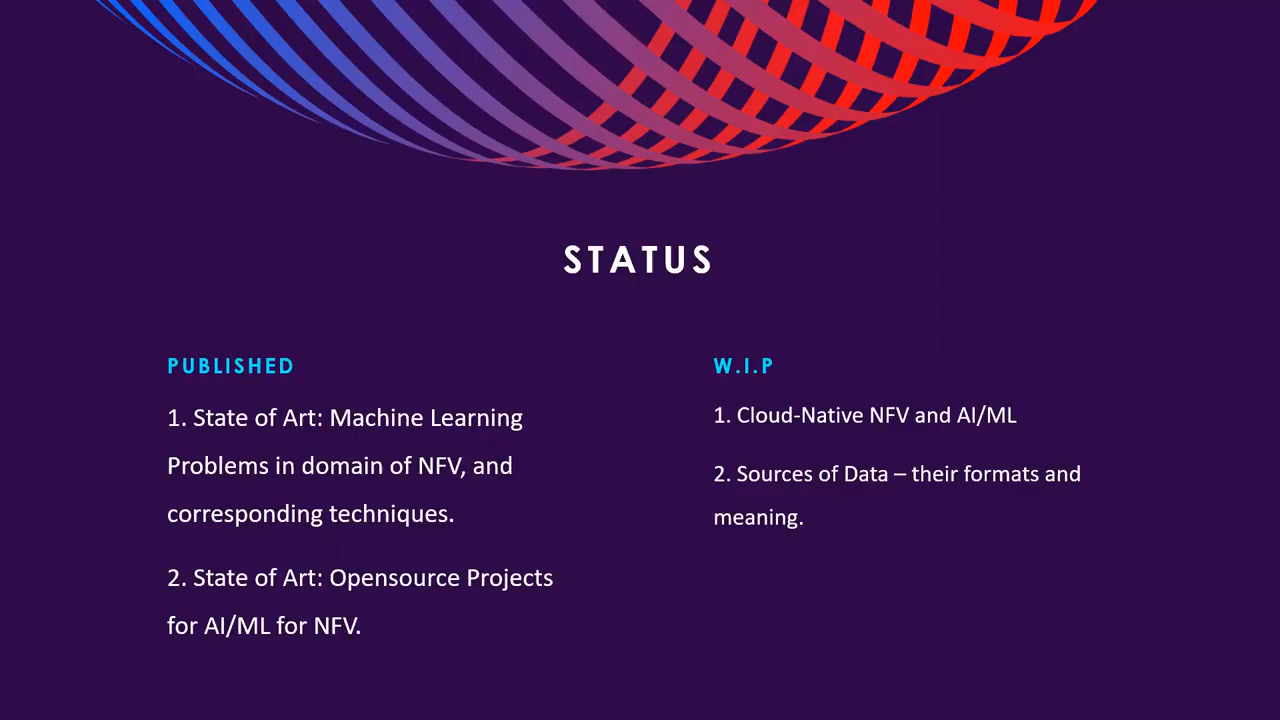 STATUS
PUBLISHED
1. State of Art: Machine Learning
Problems in domain of NFV, and
corresponding techniques.
2. State of Art: Opensource Projects
for AI/ML for NFV.
W.I.P
1. Cloud-Native NFV and AI/ML
2. Sources of Data – their formats and
meaning.